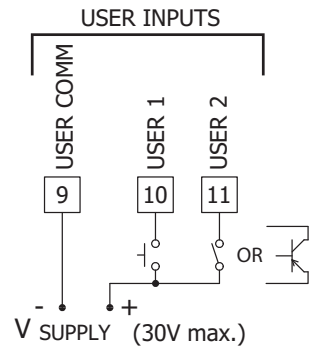 USER INPUTS
USER COMM
USER 1
USER 2
9
10
11
OR
- +
V SUPPLY (30V max.)